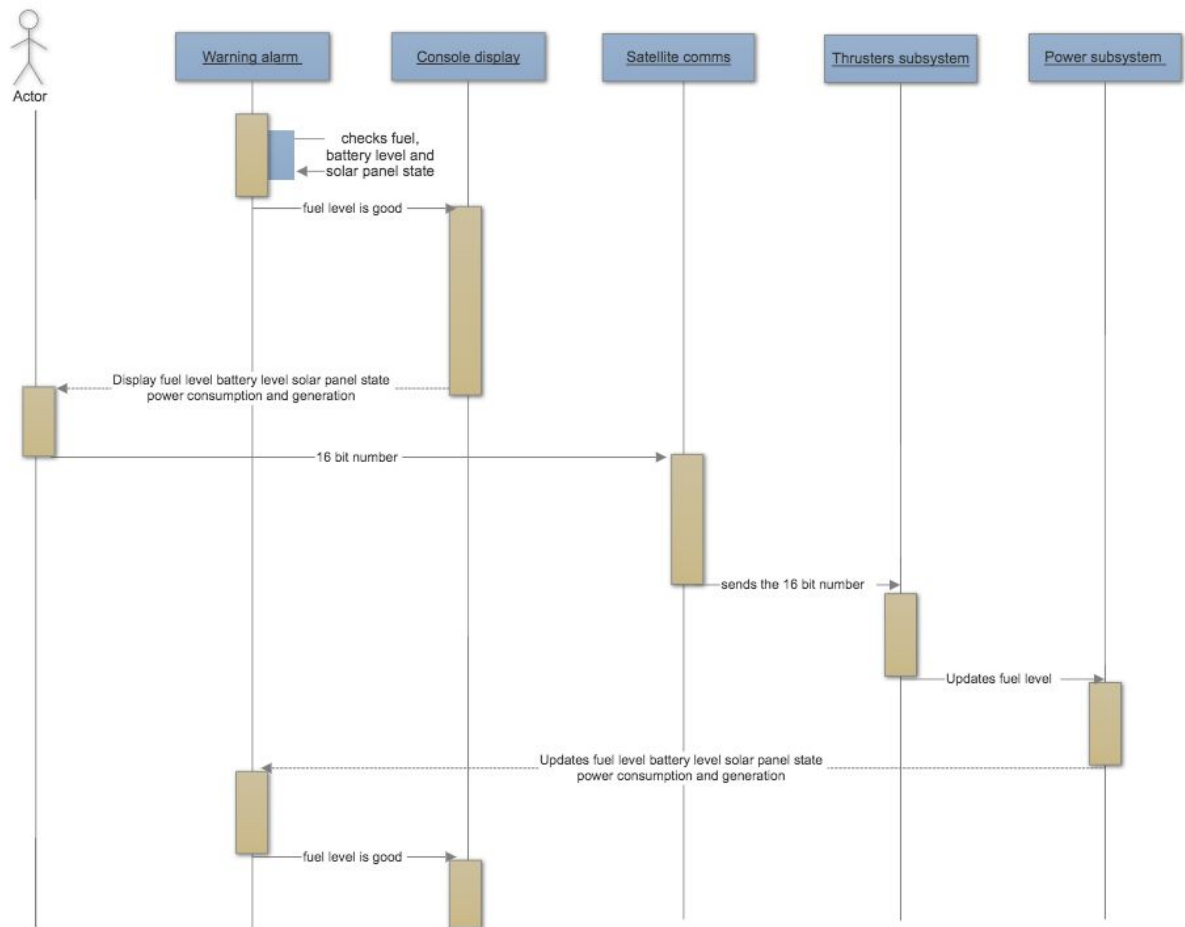 Warning alarm
Console display
Satellite comms
Thrusters subsystem
Power subsystem
Actor
checks fuel,
battery level and
solar panel state
fuel level is good
Display fuel level battery level solar panel state
power consumption and generation
16 bit number
sends the 16 bit number
Updates fuel level
Updates fuel level battery level solar panel state
power consumption and generation
fuel level is good